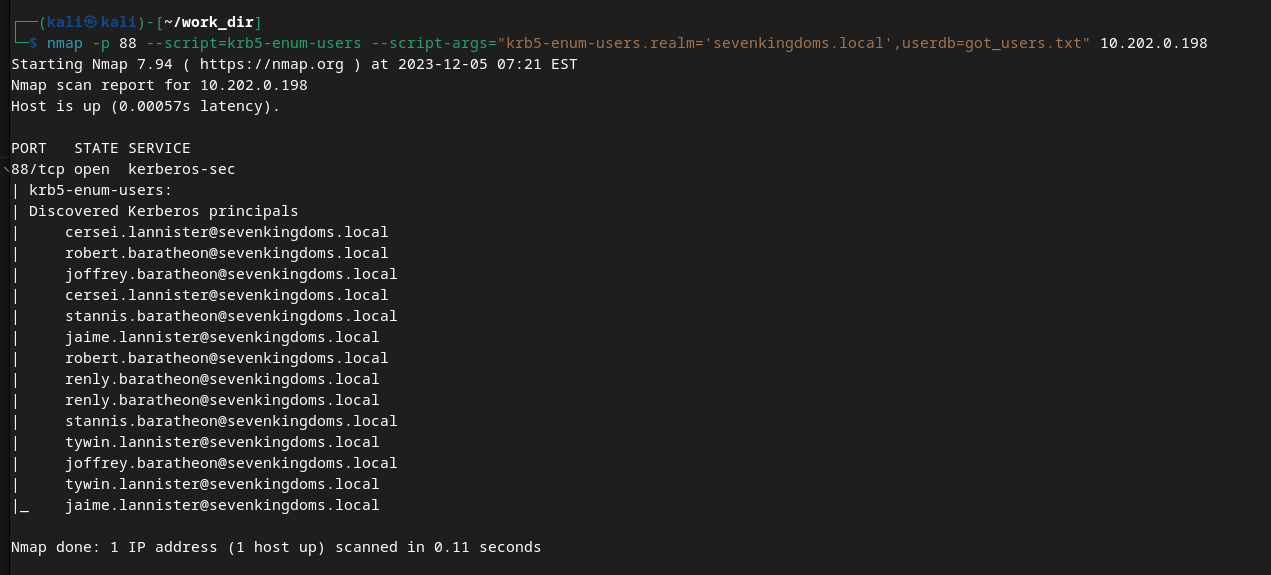 ┌──(kali㉿kali)-[~/work_dir]
└─$ nmap -p 88 --script=krb5-enum-users --script-args="krb5-enum-users.realm='sevenkingdoms.local',userdb=got_users.txt" 10.202.0.198
Starting Nmap 7.94 ( https://nmap.org ) at 2023-12-05 07:21 EST
Nmap scan report for 10.202.0.198
Host is up (0.00057s latency).

PORT   STATE SERVICE
88/tcp open  kerberos-sec
| krb5-enum-users:
| Discovered Kerberos principals
|     cersei.lannister@sevenkingdoms.local
|     robert.baratheon@sevenkingdoms.local
|     joffrey.baratheon@sevenkingdoms.local
|     cersei.lannister@sevenkingdoms.local
|     stannis.baratheon@sevenkingdoms.local
|     jaime.lannister@sevenkingdoms.local
|     robert.baratheon@sevenkingdoms.local
|     renly.baratheon@sevenkingdoms.local
|     renly.baratheon@sevenkingdoms.local
|     stannis.baratheon@sevenkingdoms.local
|     tywin.lannister@sevenkingdoms.local
|     joffrey.baratheon@sevenkingdoms.local
|     tywin.lannister@sevenkingdoms.local
|_    jaime.lannister@sevenkingdoms.local

Nmap done: 1 IP address (1 host up) scanned in 0.11 seconds